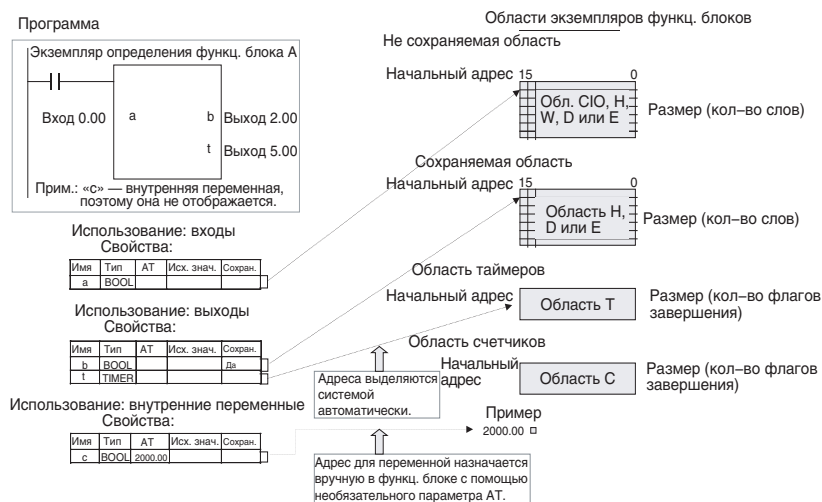 Программа
Экземпляр определения функц. блока А
Вход 0.00
a
b
Выход 2.00
t
Выход 5.00
Прим.: «c» — внутренняя переменная,
поэтому она не отображается.
Использование: входы
Свойства:
Имя Тип AT Исх. знач. Сохран.
a BOOL
Использование: выходы
Свойства:
Имя Тип AT Исх. знач. Сохран.
b BOOL Да
t TIMER
Использование: внутренние переменные
Свойства:
Имя Тип AT Исх. знач. Сохран.
c BOOL 2000.00
Области экземпляров функц. блоков
Не сохраняемая область
Начальный адрес 15 0
Обл. CIO, H,
W, D или E
Размер (кол–во слов)
Сохраняемая область
Начальный адрес 15 0
Область H,
D или E
Размер (кол–во слов)
Область таймеров
Начальный адрес
Область T
Размер (кол–во флагов
завершения)
Область счетчиков
Начальный
адрес
Область C
Размер (кол–во флагов
завершения)
Адреса выделяются
системой
автоматически.
Пример
2000.00
Адрес для переменной назначается
вручную в функц. блоке с помощью
необязательного параметра AT.